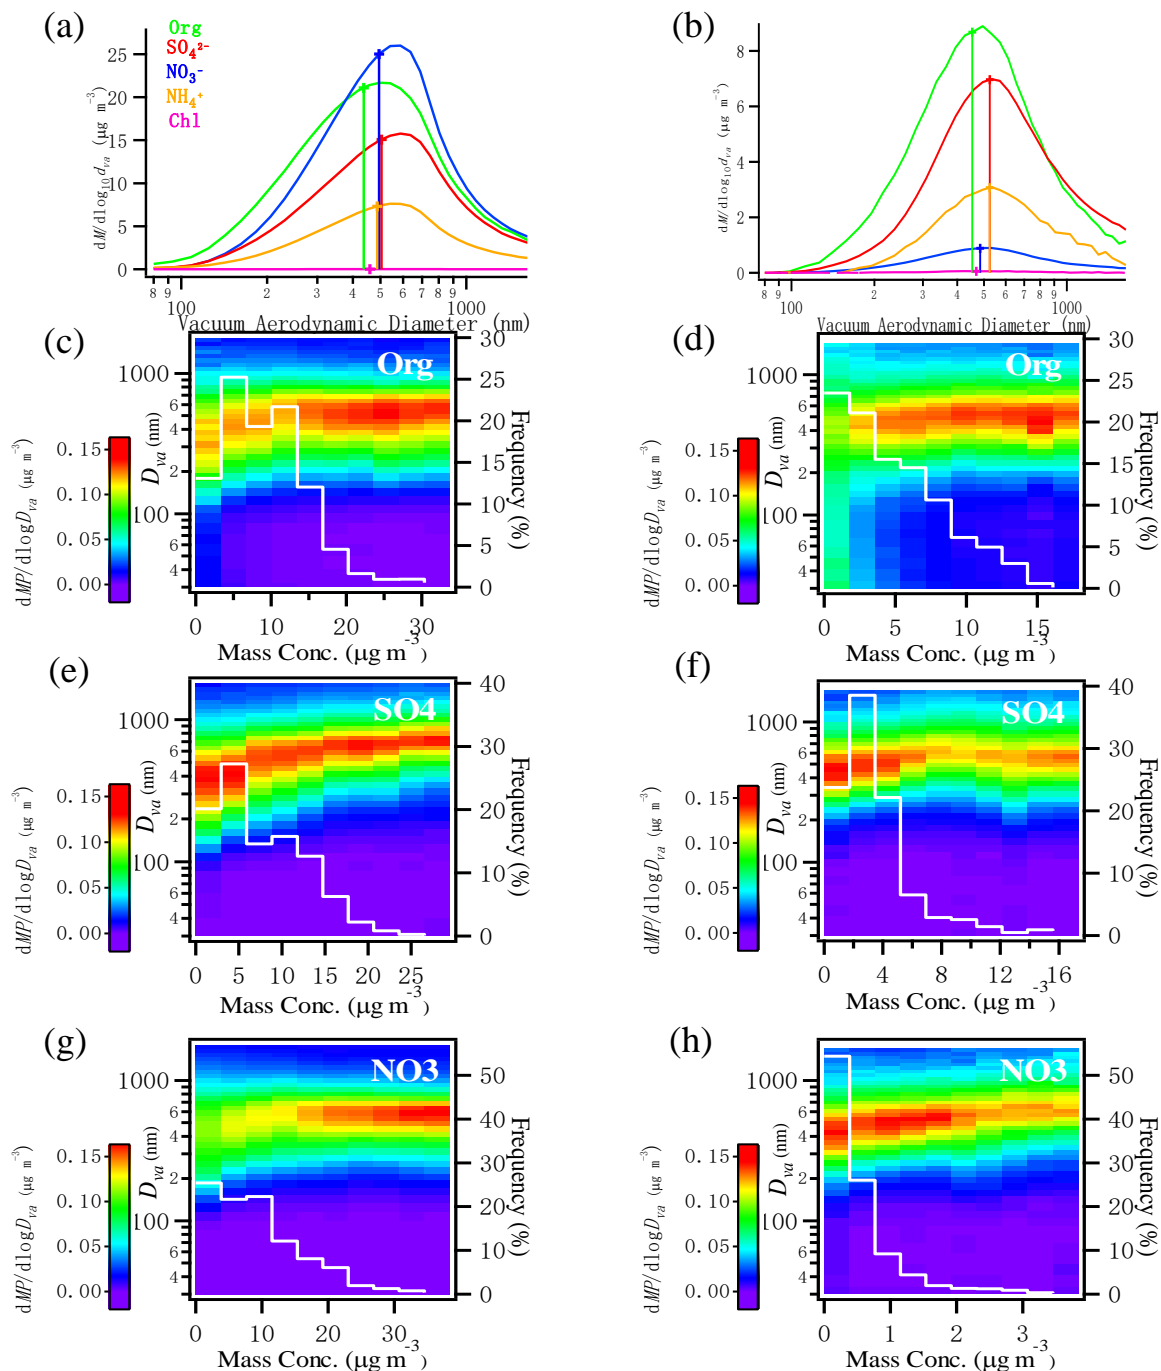 (a)
Org
SO₄²⁻
NO₃⁻
NH₄⁺
Chl
25
20
15
10
5
0
dM/dlog₁₀dva (μg m⁻³)
8 9 2 3 4 5 6 7 8 9
100 1000
Vacuum Aerodynamic Diameter (nm)
(b)
8
6
4
2
0
dM/dlog₁₀dva (μg m⁻³)
8 9 2 3 4 5 6 7 8 9
100 1000
Vacuum Aerodynamic Diameter (nm)
(c)
Org
1000
6
4
2
100
6
4
Dva (nm)
30
25
20
15
10
5
0
Frequency (%)
0.15
0.10
0.05
0.00
dMP/dlogDva (μg m⁻³)
0 10 20 30
Mass Conc. (μg m⁻³)
(d)
Org
1000
6
4
2
100
6
4
Dva (nm)
30
25
20
15
10
5
0
Frequency (%)
0.15
0.10
0.05
0.00
dMP/dlogDva (μg m⁻³)
0 5 10 15
Mass Conc. (μg m⁻³)
(e)
SO4
1000
6
4
2
100
6
4
Dva (nm)
40
30
20
10
0
Frequency (%)
0.15
0.10
0.05
0.00
dMP/dlogDva (μg m⁻³)
0 5 10 15 20 25
Mass Conc. (μg m⁻³)
(f)
SO4
1000
6
4
2
100
6
4
Dva (nm)
40
30
20
10
0
Frequency (%)
0.15
0.10
0.05
0.00
dMP/dlogDva (μg m⁻³)
0 4 8 12 16
Mass Conc. (μg m⁻³)
(g)
NO3
1000
6
4
2
100
6
4
Dva (nm)
50
40
30
20
10
0
Frequency (%)
0.15
0.10
0.05
0.00
dMP/dlogDva (μg m⁻³)
0 10 20 30
Mass Conc. (μg m⁻³)
(h)
NO3
1000
6
4
2
100
6
4
Dva (nm)
50
40
30
20
10
0
Frequency (%)
0.15
0.10
0.05
0.00
dMP/dlogDva (μg m⁻³)
0 1 2 3
Mass Conc. (μg m⁻³)